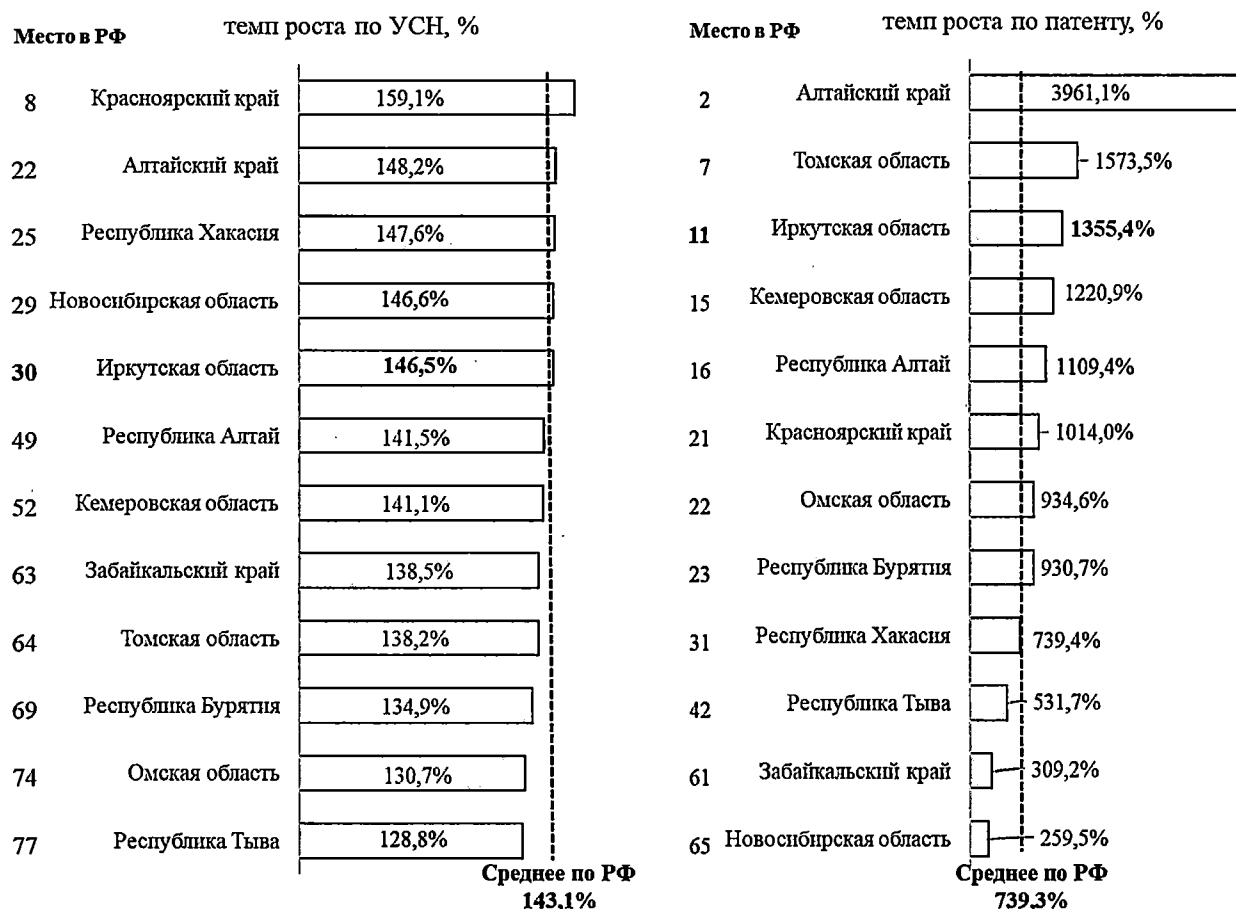 темп роста по УСН, %
Место в РФ
8 Красноярский край 159,1%
22 Алтайский край 148,2%
25 Республика Хакасия 147,6%
29 Новосибирская область 146,6%
30 Иркутская область 146,5%
49 Республика Алтай 141,5%
52 Кемеровская область 141,1%
63 Забайкальский край 138,5%
64 Томская область 138,2%
69 Республика Бурятия 134,9%
74 Омская область 130,7%
77 Республика Тыва 128,8%
Среднее по РФ
143,1%
темп роста по патенту, %
Место в РФ
2 Алтайский край 3961,1%
7 Томская область 1573,5%
11 Иркутская область 1355,4%
15 Кемеровская область 1220,9%
16 Республика Алтай 1109,4%
21 Красноярский край 1014,0%
22 Омская область 934,6%
23 Республика Бурятия 930,7%
31 Республика Хакасия 739,4%
42 Республика Тыва 531,7%
61 Забайкальский край 309,2%
65 Новосибирская область 259,5%
Среднее по РФ
739,3%